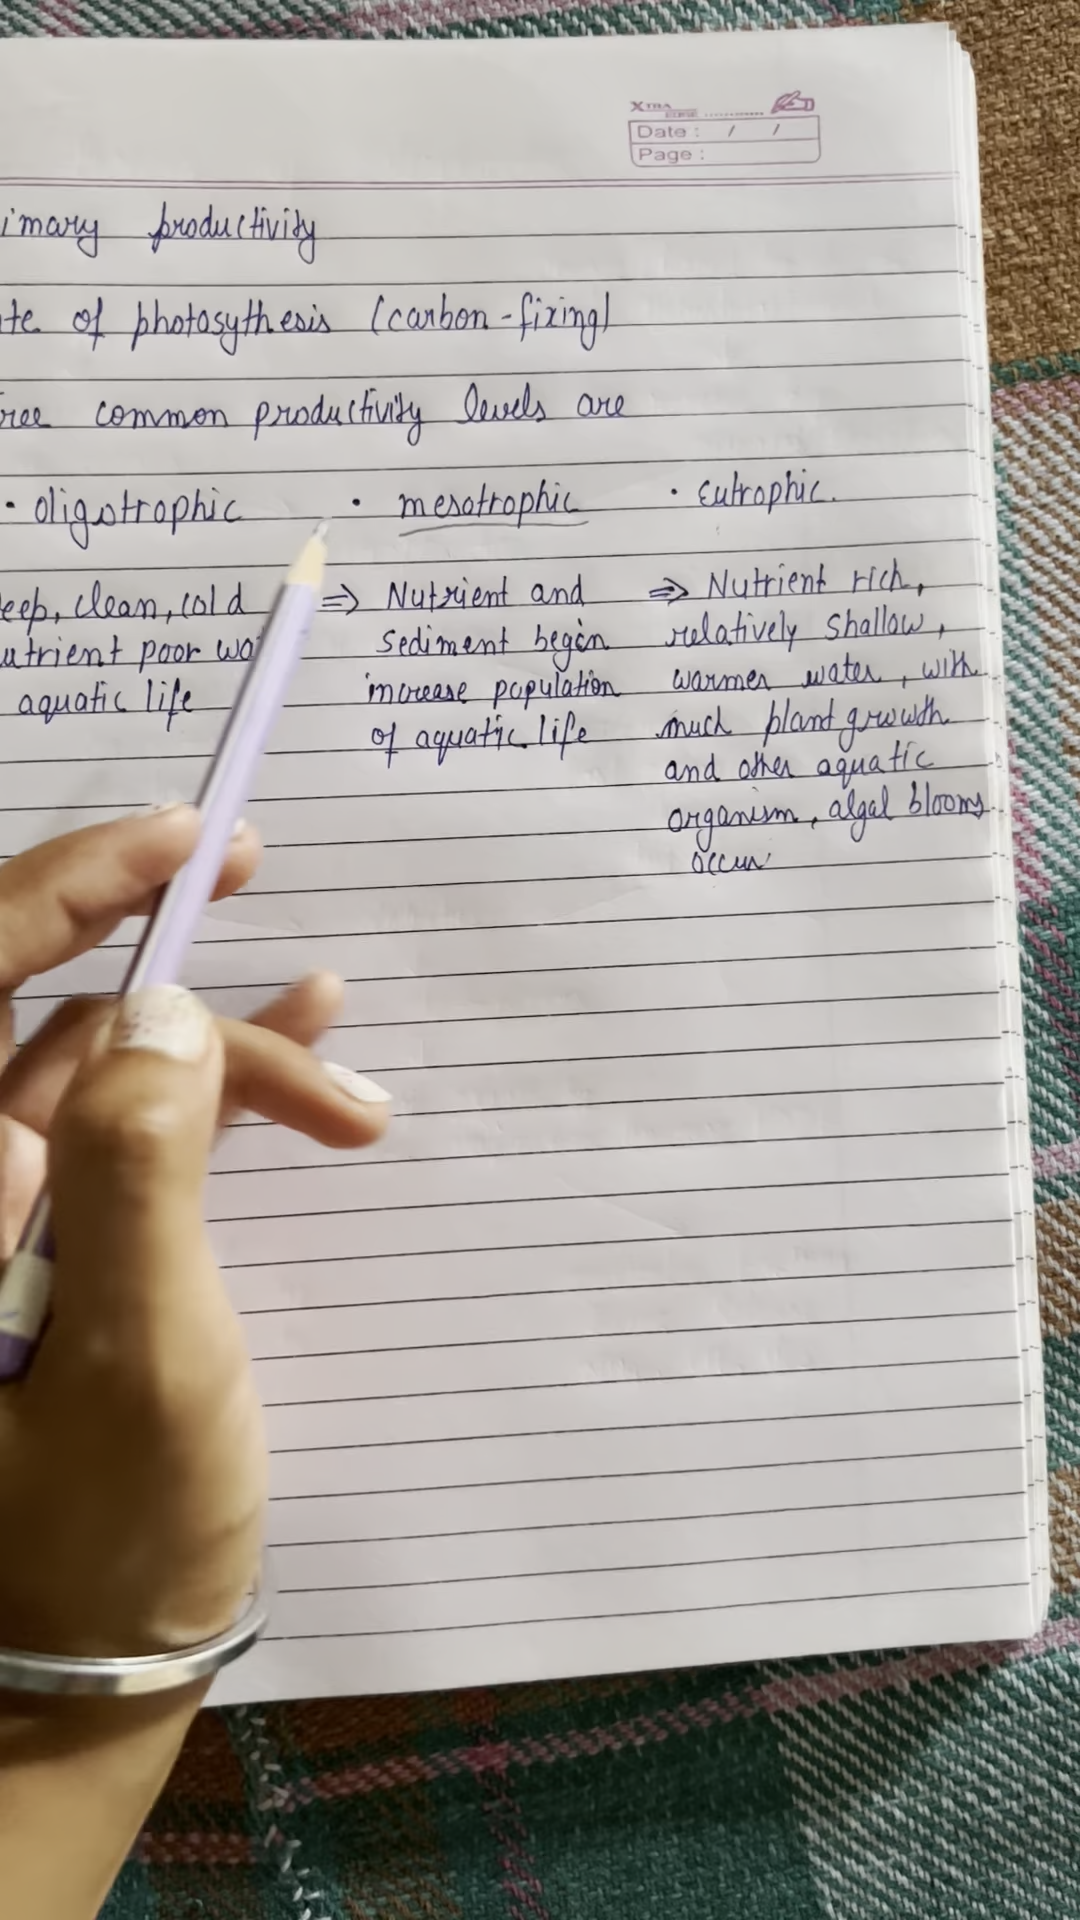 XTRA EDGE
Date : / /
Page :
imary productivity
te of photosythesis (carbon-fixing)
ree common productivity levels are
• oligotrophic • mesotrophic • Eutrophic.
eep, clean, cold ⇒ Nutrient and ⇒ Nutrient rich,
utrient poor wa sediment begin relatively shallow,
aquatic life increase population warmer water, with
of aquatic life much plant growth
and other aquatic
organism, algal blooms
occur